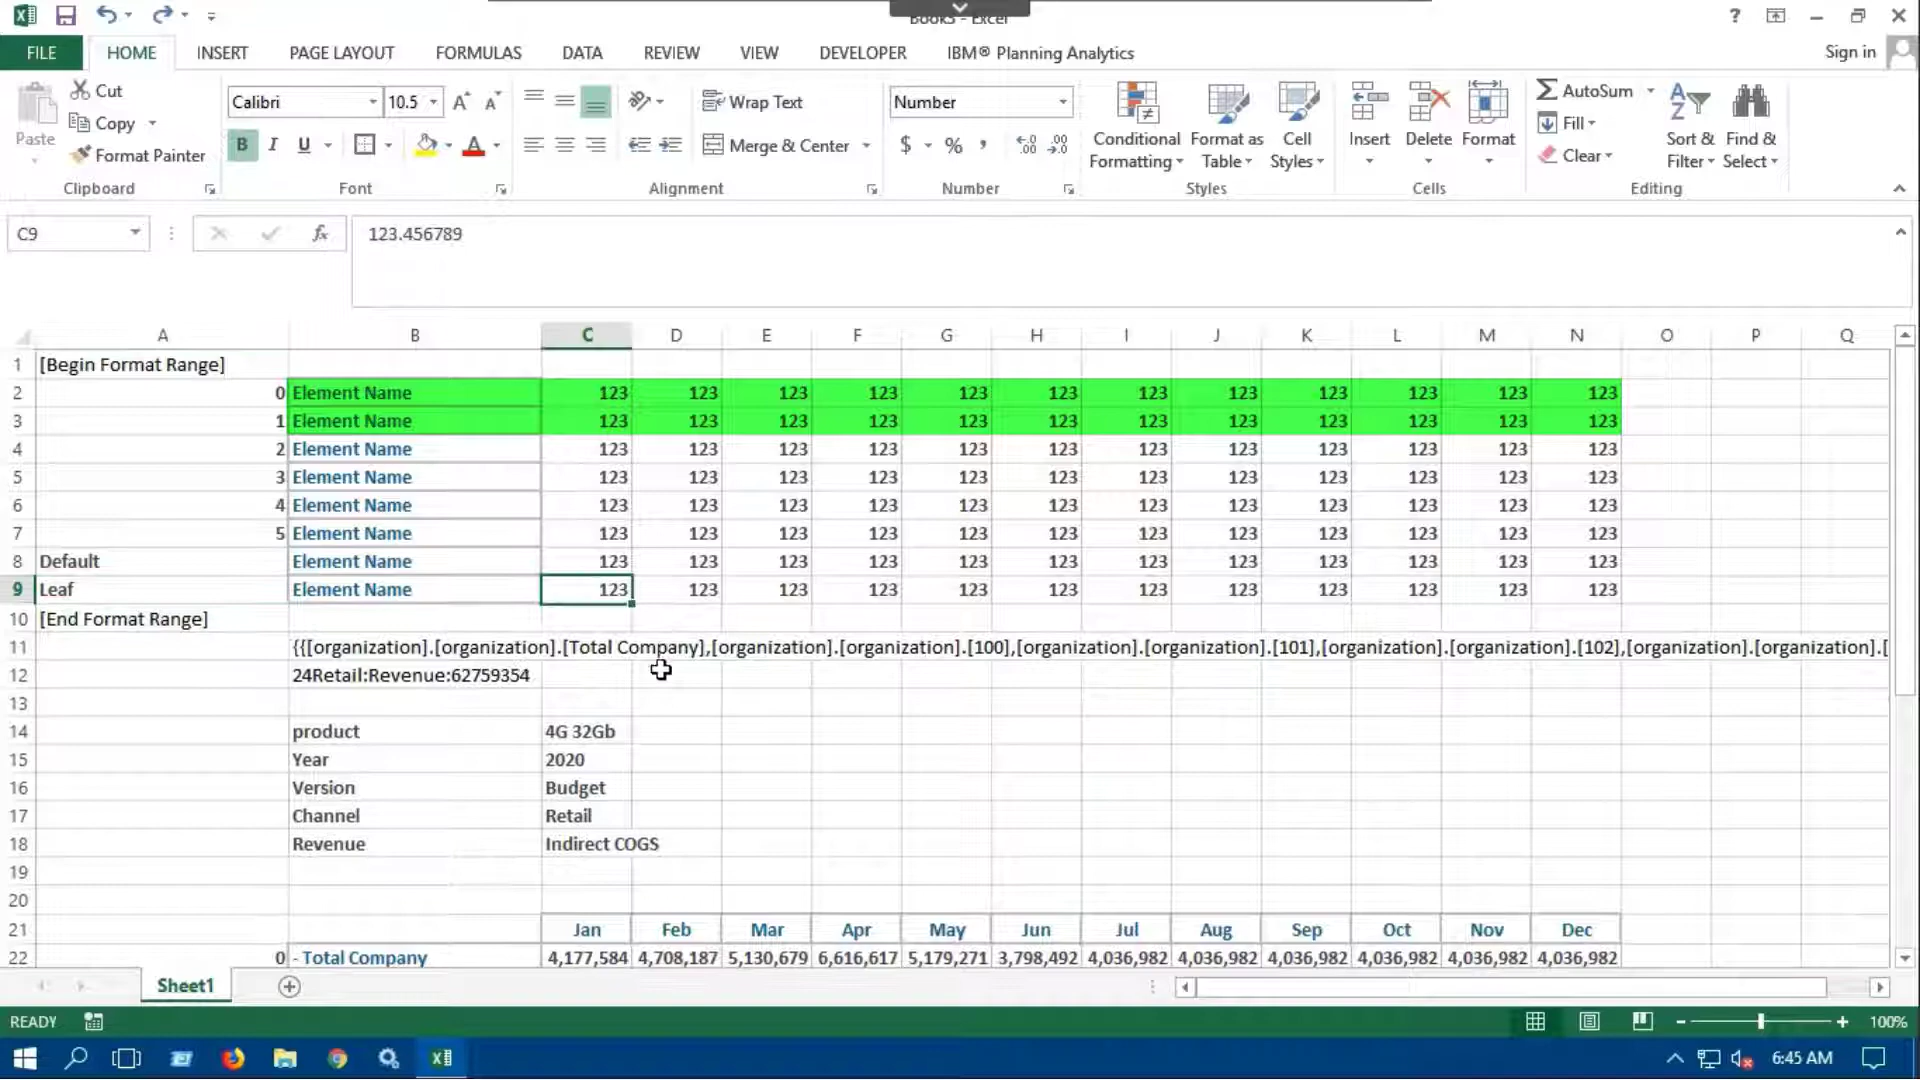 Book3 - Excel
FILE HOME INSERT PAGE LAYOUT FORMULAS DATA REVIEW VIEW DEVELOPER IBM® Planning Analytics Sign in
Paste
Cut
Copy
Format Painter
Clipboard
Calibri 10.5
B I U
Font
Wrap Text
Merge & Center
Alignment
Number
$ %
Number
Conditional Formatting
Format as Table
Cell Styles
Styles
Insert Delete Format
Cells
AutoSum
Fill
Clear
Sort & Filter
Find & Select
Editing
C9 fx 123.456789
A B C D E F G H I J K L M N O P Q
1 [Begin Format Range]
2 0 Element Name 123 123 123 123 123 123 123 123 123 123 123 123
3 1 Element Name 123 123 123 123 123 123 123 123 123 123 123 123
4 2 Element Name 123 123 123 123 123 123 123 123 123 123 123 123
5 3 Element Name 123 123 123 123 123 123 123 123 123 123 123 123
6 4 Element Name 123 123 123 123 123 123 123 123 123 123 123 123
7 5 Element Name 123 123 123 123 123 123 123 123 123 123 123 123
8 Default Element Name 123 123 123 123 123 123 123 123 123 123 123 123
9 Leaf Element Name 123 123 123 123 123 123 123 123 123 123 123 123
10 [End Format Range]
11 {{[organization].[organization].[Total Company],[organization].[organization].[100],[organization].[organization].[101],[organization].[organization].[102],[organization].[organization].[
12 24Retail:Revenue:62759354
13
14 product 4G 32Gb
15 Year 2020
16 Version Budget
17 Channel Retail
18 Revenue Indirect COGS
19
20
21 Jan Feb Mar Apr May Jun Jul Aug Sep Oct Nov Dec
22 0 - Total Company 4,177,584 4,708,187 5,130,679 6,616,617 5,179,271 3,798,492 4,036,982 4,036,982 4,036,982 4,036,982 4,036,982 4,036,982
Sheet1
READY 100%
6:45 AM